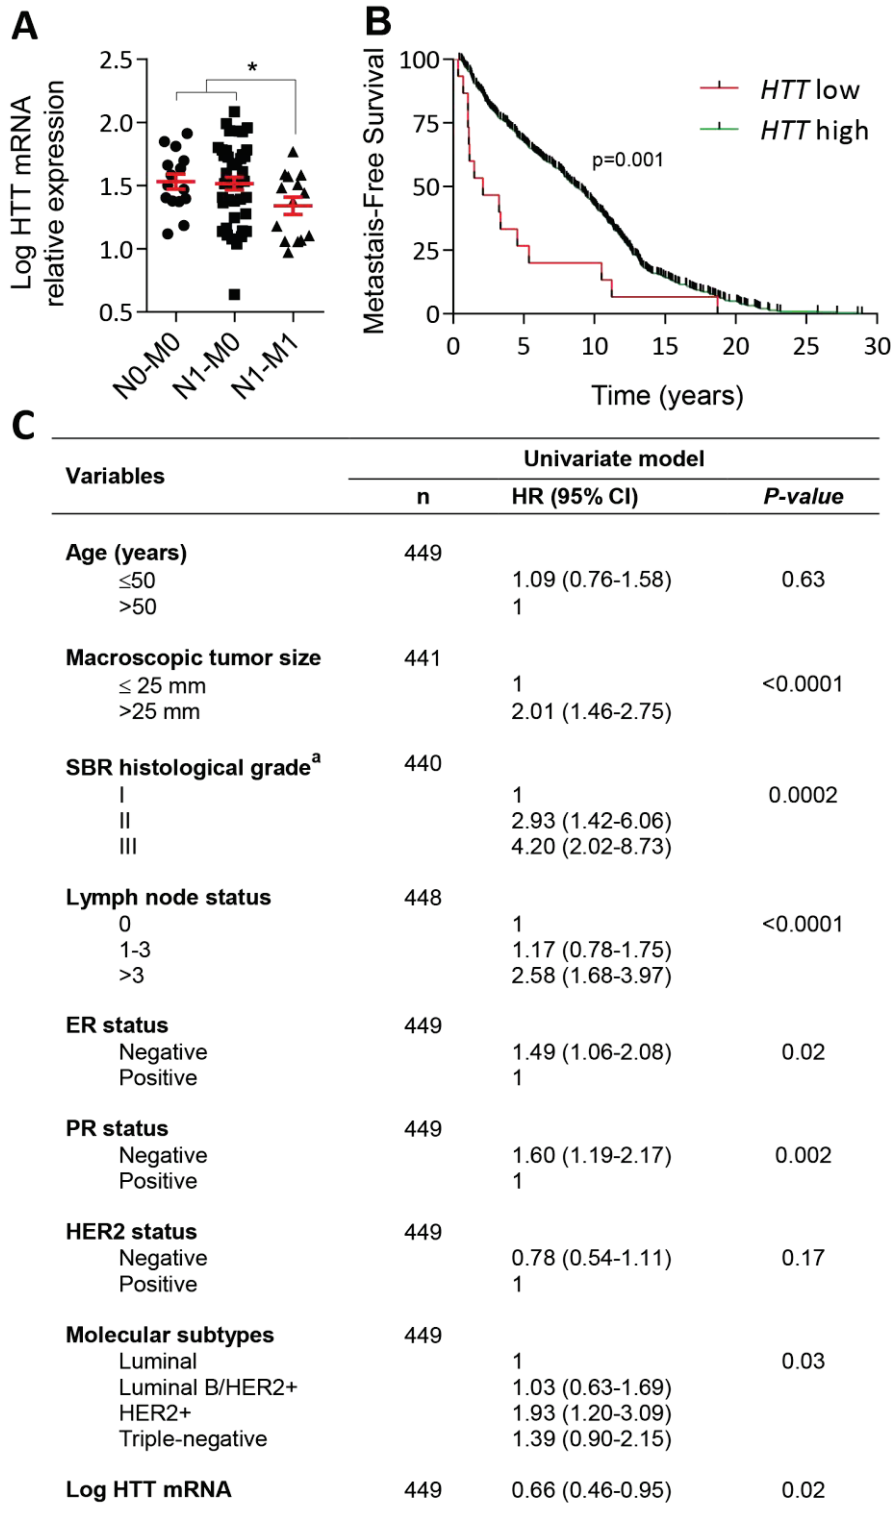 A
Log HTT mRNA
relative expression
2.5
2.0
1.5
1.0
0.5
*
N0-M0
N1-M0
N1-M1
B
Metastais-Free Survival
100
75
50
25
0
p=0.001
HTT low
HTT high
0 5 10 15 20 25 30
Time (years)
C
Variables
Univariate model
n HR (95% CI) P-value
Age (years) 449
≤50 1.09 (0.76-1.58) 0.63
>50 1
Macroscopic tumor size 441
≤ 25 mm 1 <0.0001
>25 mm 2.01 (1.46-2.75)
SBR histological grade<sup>a</sup> 440
I 1 0.0002
II 2.93 (1.42-6.06)
III 4.20 (2.02-8.73)
Lymph node status 448
0 1 <0.0001
1-3 1.17 (0.78-1.75)
>3 2.58 (1.68-3.97)
ER status 449
Negative 1.49 (1.06-2.08) 0.02
Positive 1
PR status 449
Negative 1.60 (1.19-2.17) 0.002
Positive 1
HER2 status 449
Negative 0.78 (0.54-1.11) 0.17
Positive 1
Molecular subtypes 449
Luminal 1 0.03
Luminal B/HER2+ 1.03 (0.63-1.69)
HER2+ 1.93 (1.20-3.09)
Triple-negative 1.39 (0.90-2.15)
Log HTT mRNA 449 0.66 (0.46-0.95) 0.02